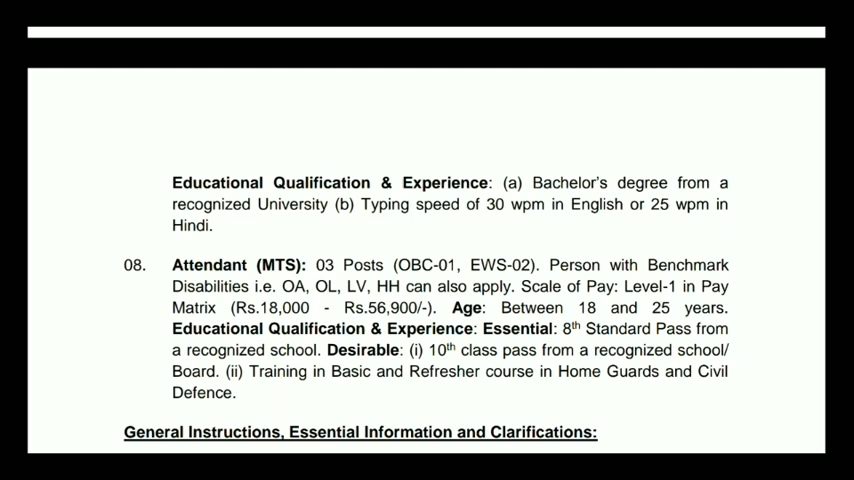 Educational Qualification & Experience: (a) Bachelor's degree from a
recognized University (b) Typing speed of 30 wpm in English or 25 wpm in
Hindi.
08. Attendant (MTS): 03 Posts (OBC-01, EWS-02). Person with Benchmark
Disabilities i.e. OA, OL, LV, HH can also apply. Scale of Pay: Level-1 in Pay
Matrix (Rs.18,000 - Rs.56,900/-). Age: Between 18 and 25 years.
Educational Qualification & Experience: Essential: 8th Standard Pass from
a recognized school. Desirable: (i) 10th class pass from a recognized school/
Board. (ii) Training in Basic and Refresher course in Home Guards and Civil
Defence.
General Instructions, Essential Information and Clarifications: